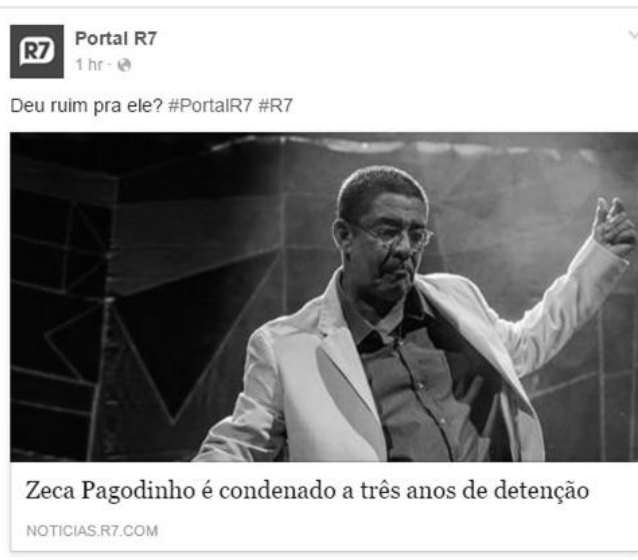 R7
Portal R7
1 hr ·
Deu ruim pra ele? #PortalR7 #R7
Zeca Pagodinho é condenado a três anos de detenção
NOTICIAS.R7.COM